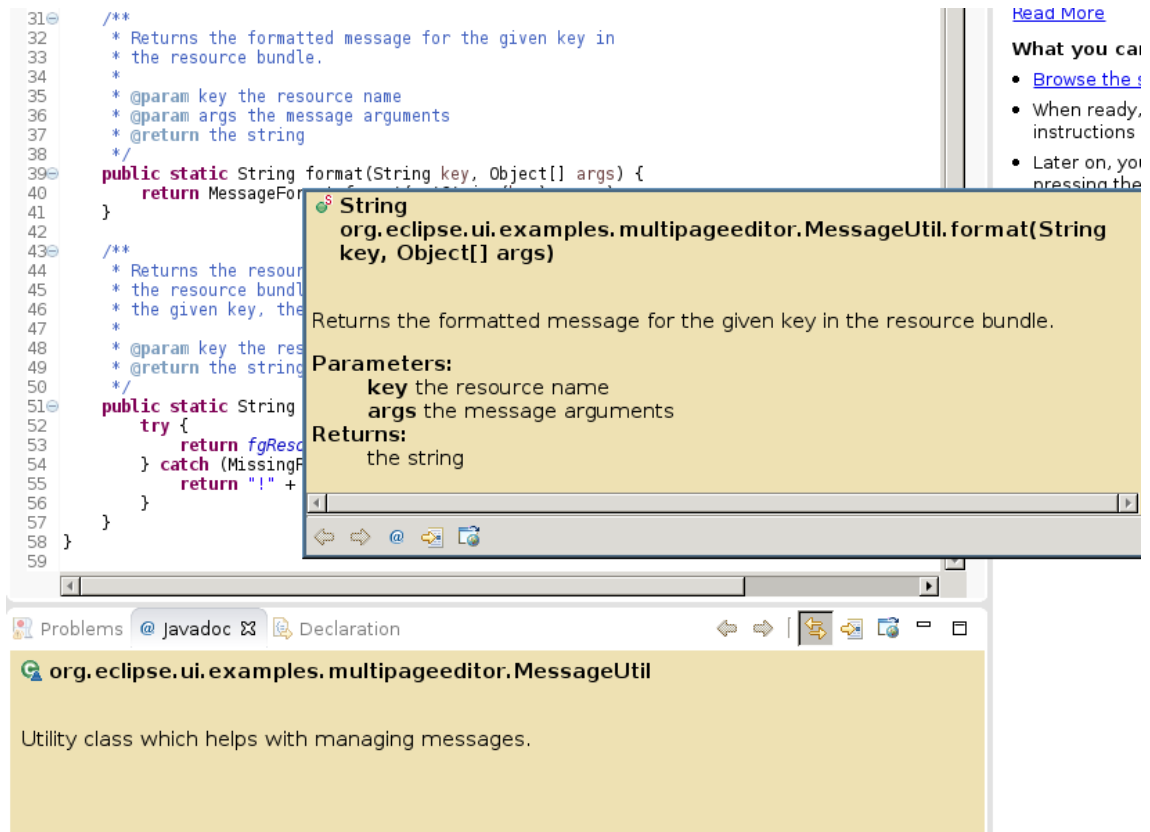 31 /**
32 * Returns the formatted message for the given key in
33 * the resource bundle.
34 *
35 * @param key the resource name
36 * @param args the message arguments
37 * @return the string
38 */
39 public static String format(String key, Object[] args) {
40 return MessageFor
41 }
42
43 /**
44 * Returns the resour
45 * the resource bundl
46 * the given key, the
47 *
48 * @param key the res
49 * @return the string
50 */
51 public static String
52 try {
53 return fgReso
54 } catch (MissingR
55 return "!" +
56 }
57 }
58 }
59
String
org.eclipse.ui.examples.multipageeditor.MessageUtil.format(String
key, Object[] args)
Returns the formatted message for the given key in the resource bundle.
Parameters:
key the resource name
args the message arguments
Returns:
the string
@
Read More
What you ca
Browse the s
When ready,
instructions
Later on, you
pressing the
Problems @ Javadoc Declaration
org.eclipse.ui.examples.multipageeditor.MessageUtil
Utility class which helps with managing messages.